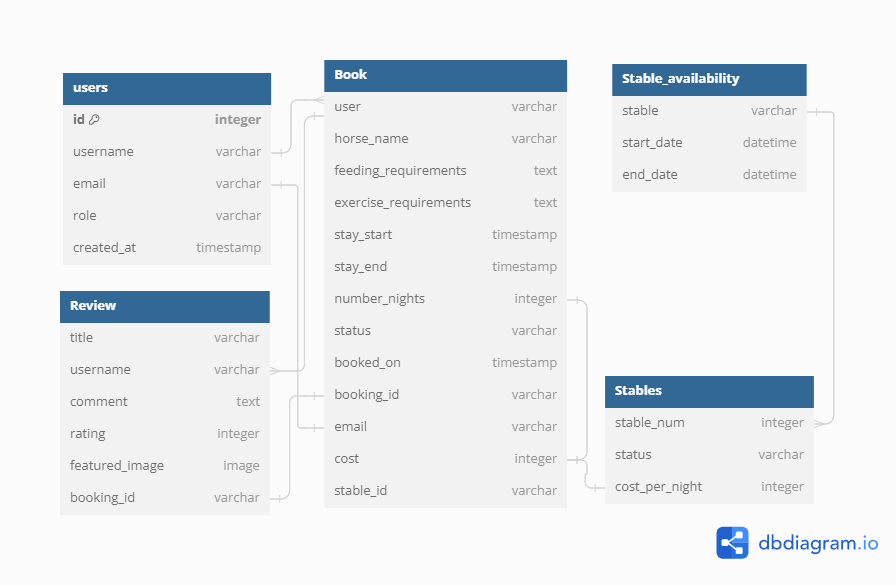 users
id integer
username varchar
email varchar
role varchar
created_at timestamp
Review
title varchar
username varchar
comment text
rating integer
featured_image image
booking_id varchar
Book
user varchar
horse_name varchar
feeding_requirements text
exercise_requirements text
stay_start timestamp
stay_end timestamp
number_nights integer
status varchar
booked_on timestamp
booking_id varchar
email varchar
cost integer
stable_id varchar
Stable_availability
stable varchar
start_date datetime
end_date datetime
Stables
stable_num integer
status varchar
cost_per_night integer
dbdiagram.io